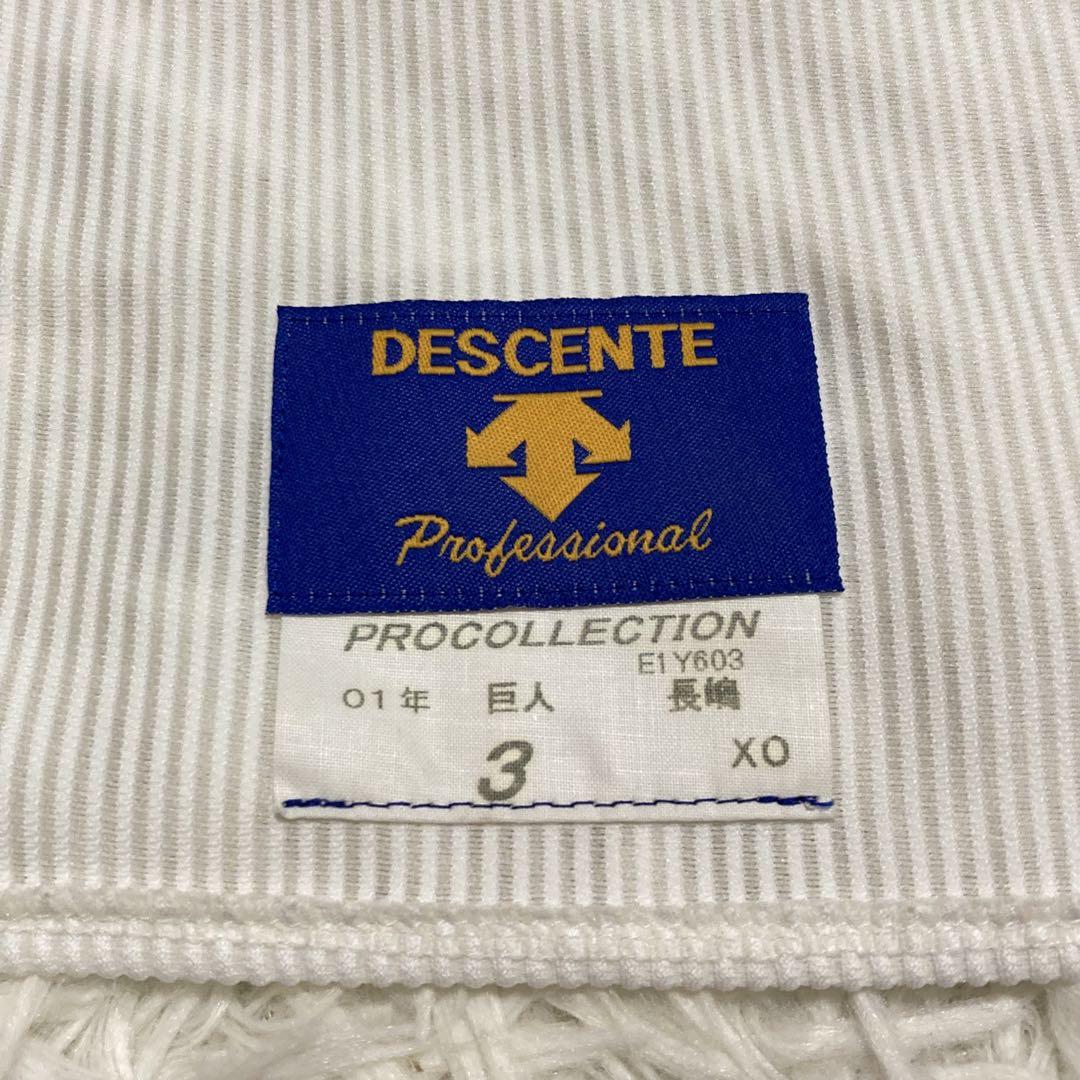 DESCENTE
Professional
PROCOLLECTION
E1Y603
01年 巨人 長嶋
3 XO